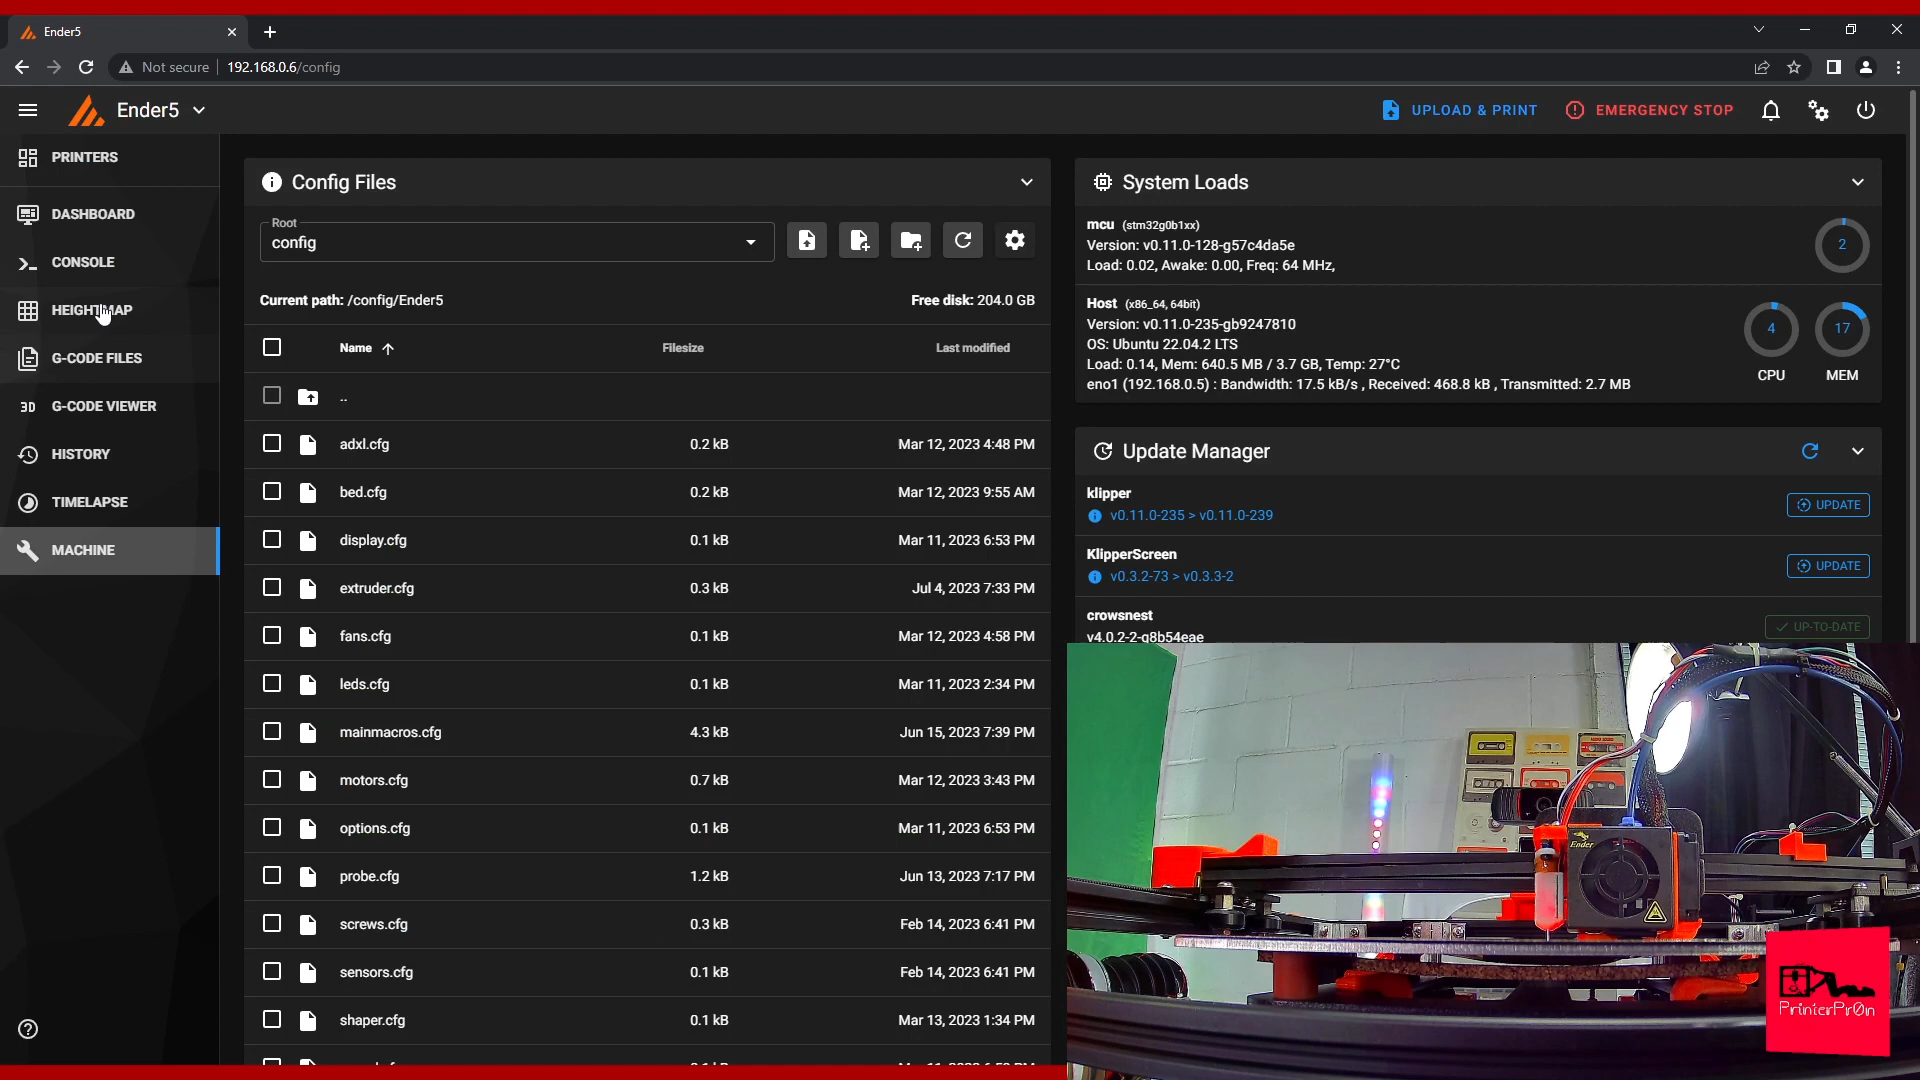 Ender5
Not secure
192.168.0.6/config
Ender5
UPLOAD & PRINT
EMERGENCY STOP
PRINTERS
DASHBOARD
CONSOLE
HEIGHTMAP
G-CODE FILES
3D G-CODE VIEWER
HISTORY
TIMELAPSE
MACHINE
Config Files
Root
config
Current path: /config/Ender5
Free disk: 204.0 GB
Name Filesize Last modified
..
adxl.cfg 0.2 kB Mar 12, 2023 4:48 PM
bed.cfg 0.2 kB Mar 12, 2023 9:55 AM
display.cfg 0.1 kB Mar 11, 2023 6:53 PM
extruder.cfg 0.3 kB Jul 4, 2023 7:33 PM
fans.cfg 0.1 kB Mar 12, 2023 4:58 PM
leds.cfg 0.1 kB Mar 11, 2023 2:34 PM
mainmacros.cfg 4.3 kB Jun 15, 2023 7:39 PM
motors.cfg 0.7 kB Mar 12, 2023 3:43 PM
options.cfg 0.1 kB Mar 11, 2023 6:53 PM
probe.cfg 1.2 kB Jun 13, 2023 7:17 PM
screws.cfg 0.3 kB Feb 14, 2023 6:41 PM
sensors.cfg 0.1 kB Feb 14, 2023 6:41 PM
shaper.cfg 0.1 kB Mar 13, 2023 1:34 PM
System Loads
mcu (stm32g0b1xx)
Version: v0.11.0-128-g57c4da5e
Load: 0.02, Awake: 0.00, Freq: 64 MHz,
2
Host (x86_64, 64bit)
Version: v0.11.0-235-gb9247810
OS: Ubuntu 22.04.2 LTS
Load: 0.14, Mem: 640.5 MB / 3.7 GB, Temp: 27°C
eno1 (192.168.0.5) : Bandwidth: 17.5 kB/s , Received: 468.8 kB , Transmitted: 2.7 MB
4
CPU
17
MEM
Update Manager
klipper
v0.11.0-235 > v0.11.0-239
UPDATE
KlipperScreen
v0.3.2-73 > v0.3.3-2
UPDATE
crowsnest
v4.0.2-2-g8b54eae
UP-TO-DATE
Ender
PrinterPr0n